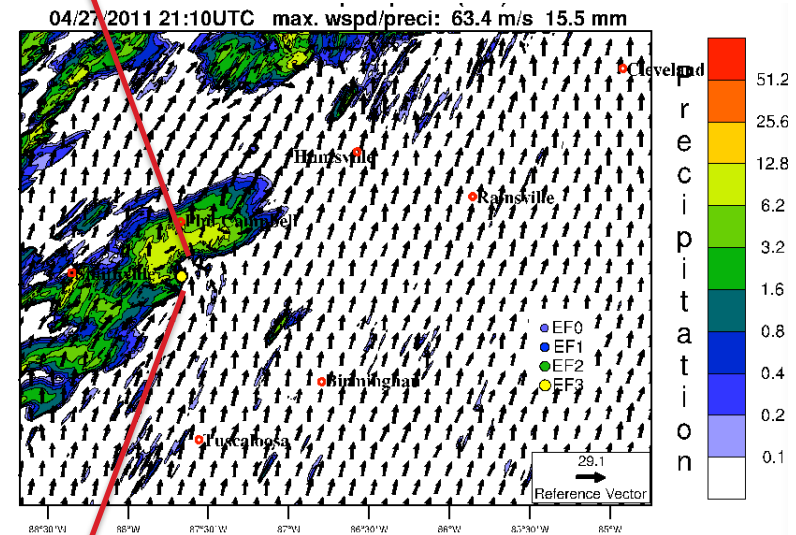 04/27/2011 21:10UTC max. wspd/preci: 63.4 m/s 15.5 mm
Cleveland
Huntsville
Rainsville
Phil Campbell
Smithville
EF0
EF1
EF2
EF3
Birmingham
Tuscaloosa
29.1
Reference Vector
88°30'W 88°W 87°30'W 87°W 86°30'W 86°W 85°30'W 85°W
precipitation
51.2
25.6
12.8
6.2
3.2
1.6
0.8
0.4
0.2
0.1